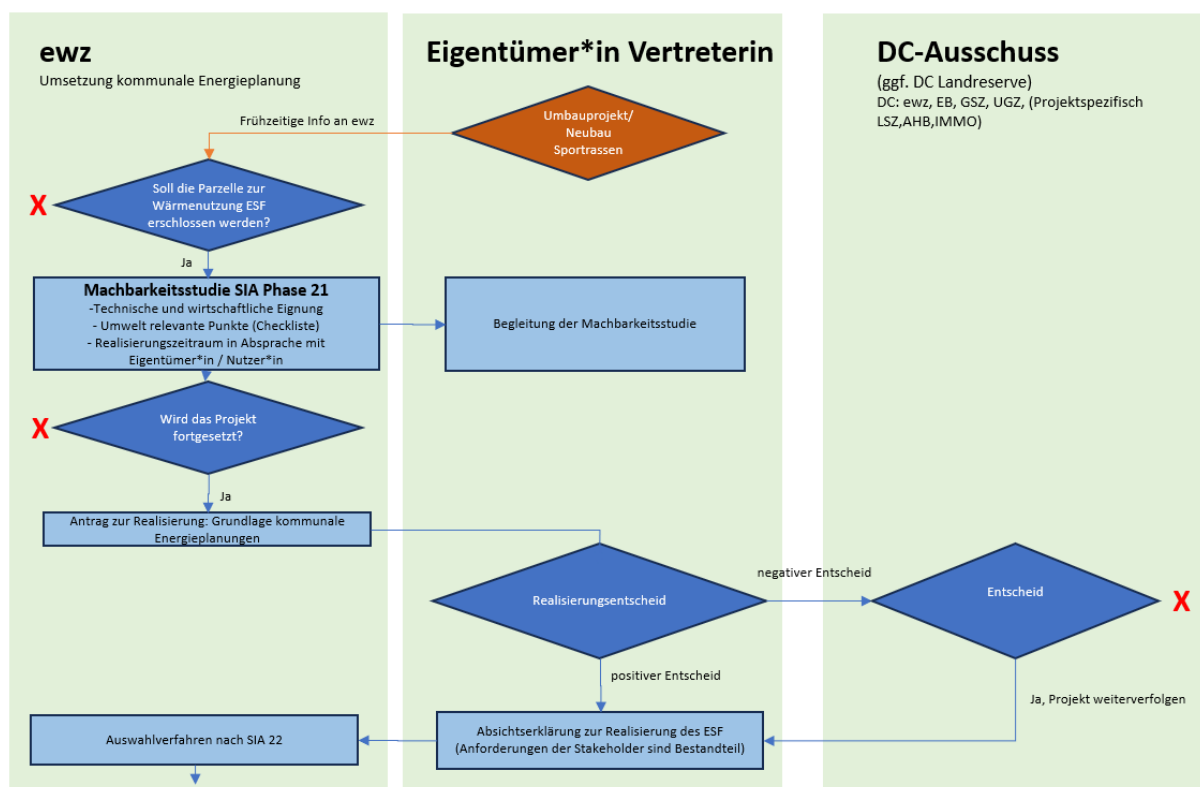 ewz
Umsetzung kommunale Energieplanung
Eigentümer*in Vertreterin
DC-Ausschuss
(ggf. DC Landreserve)
DC: ewz, EB, GSZ, UGZ, (Projektspezifisch
LSZ,AHB,IMMO)
Umbauprojekt/
Neubau
Sportrassen
Frühzeitige Info an ewz
Soll die Parzelle zur
Wärmenutzung ESF
erschlossen werden?
X
Ja
Machbarkeitsstudie SIA Phase 21
-Technische und wirtschaftliche Eignung
- Umwelt relevante Punkte (Checkliste)
- Realisierungszeitraum in Absprache mit
Eigentümer*in / Nutzer*in
Begleitung der Machbarkeitsstudie
Wird das Projekt
fortgesetzt?
X
Ja
Antrag zur Realisierung: Grundlage kommunale
Energieplanungen
Realisierungsentscheid
negativer Entscheid
Entscheid
X
positiver Entscheid
Ja, Projekt weiterverfolgen
Absichtserklärung zur Realisierung des ESF
(Anforderungen der Stakeholder sind Bestandteil)
Auswahlverfahren nach SIA 22